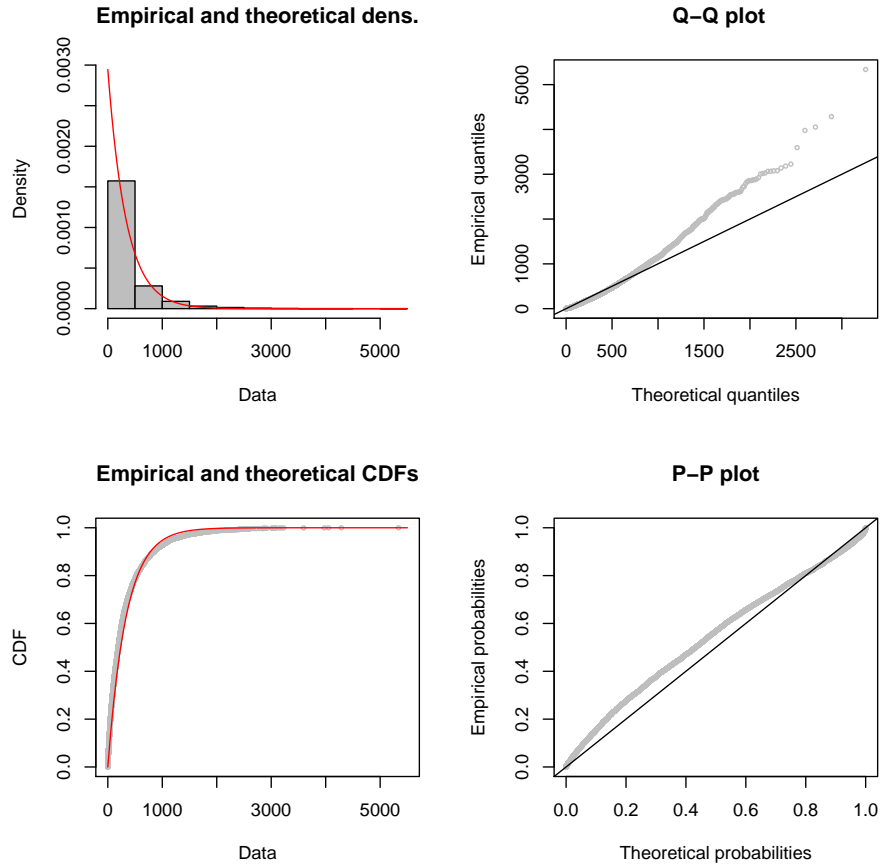 Empirical and theoretical dens.
Density
0.0000 0.0010 0.0020 0.0030
0 1000 3000 5000
Data
Q−Q plot
Empirical quantiles
0 1000 3000 5000
0 500 1500 2500
Theoretical quantiles
Empirical and theoretical CDFs
CDF
0.0 0.2 0.4 0.6 0.8 1.0
0 1000 3000 5000
Data
P−P plot
Empirical probabilities
0.0 0.2 0.4 0.6 0.8 1.0
0.0 0.2 0.4 0.6 0.8 1.0
Theoretical probabilities